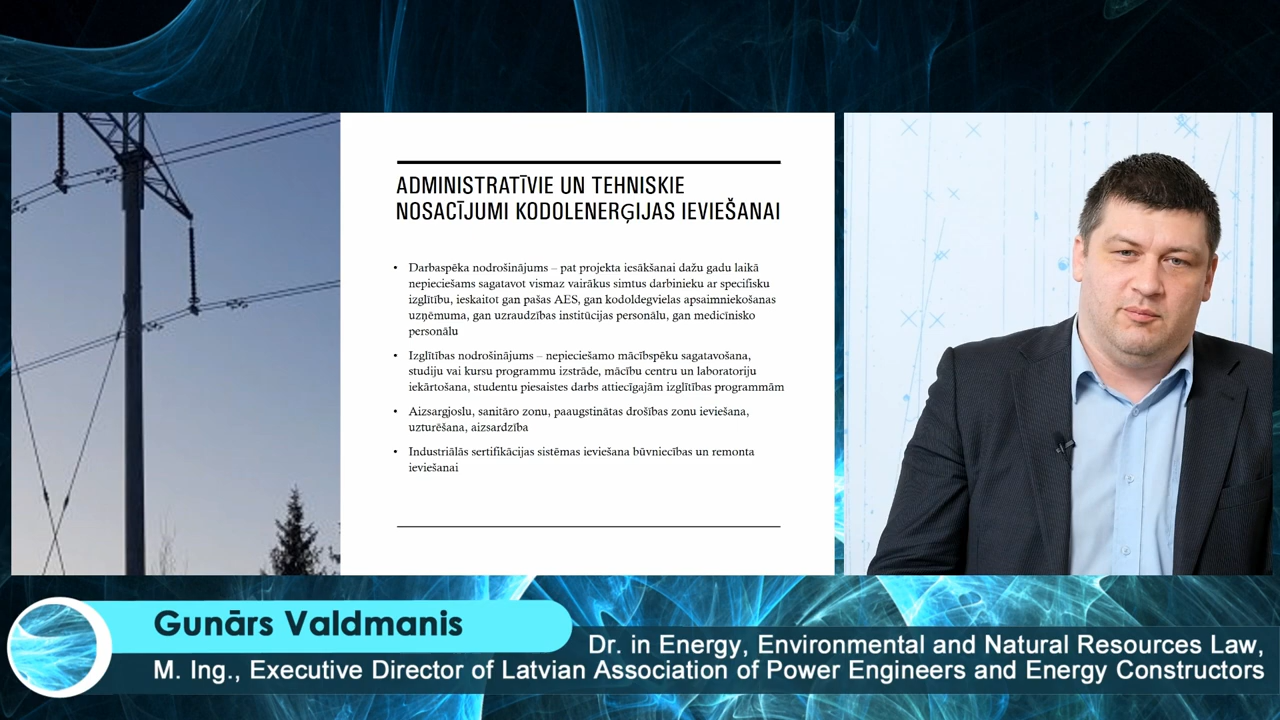 ADMINISTRATĪVIE UN TEHNISKIE
NOSACĪJUMI KODOLENERĢIJAS IEVIEŠANAI
• Darbaspēka nodrošinājums – pat projekta iesākšanai dažu gadu laikā
nepieciešams sagatavot vismaz vairākus simtus darbinieku ar specifisku
izglītību, ieskaitot gan pašas AES, gan kodoldegvielas apsaimniekošanas
uzņēmuma, gan uzraudzības institūcijas personālu, gan medicīnisko
personālu
• Izglītības nodrošinājums – nepieciešamo mācībspēku sagatavošana,
studiju vai kursu programmu izstrāde, mācību centru un laboratoriju
iekārtošana, studentu piesaistes darbs attiecīgajām izglītības programmām
• Aizsargjoslu, sanitāro zonu, paaugstinātas drošības zonu ieviešana,
uzturēšana, aizsardzība
• Industriālās sertifikācijas sistēmas ieviešana būvniecības un remonta
ieviešanai
Gunārs Valdmanis
Dr. in Energy, Environmental and Natural Resources Law,
M. Ing., Executive Director of Latvian Association of Power Engineers and Energy Constructors